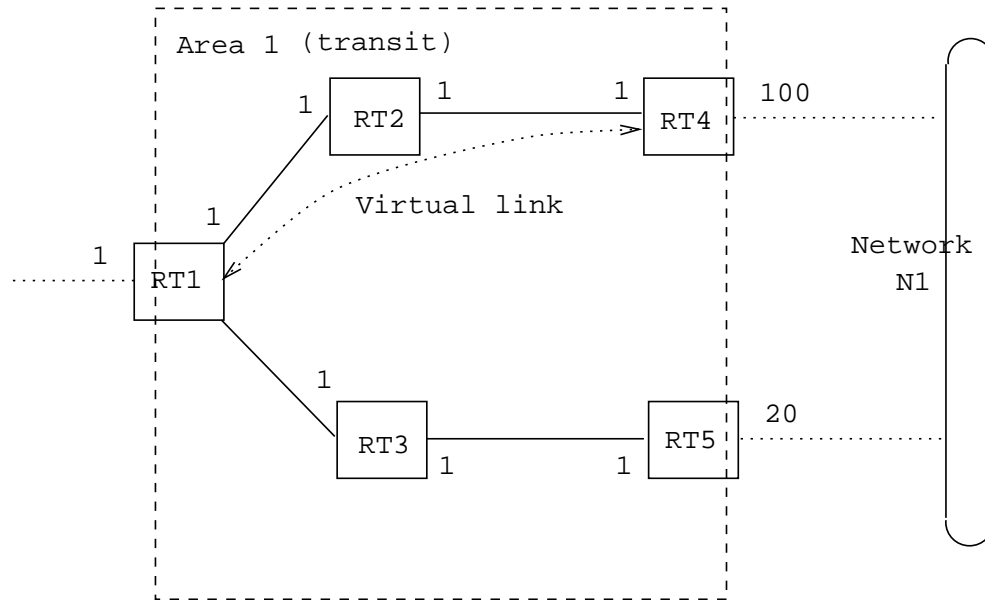 Area 1 (transit)
1
1
1
100
RT2
RT4
Virtual link
1
1
RT1
Network
N1
1
20
RT3
RT5
1
1